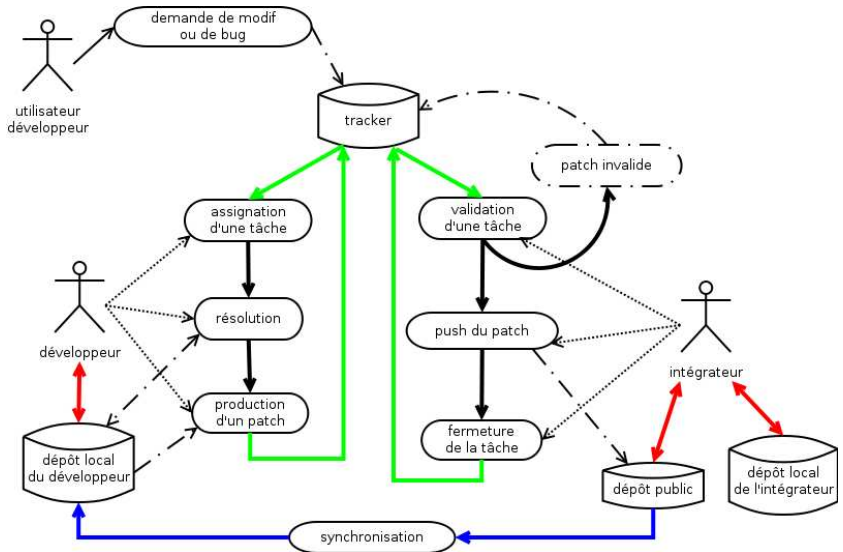 demande de modif
ou de bug
utilisateur
développeur
tracker
patch invalide
assignation
d'une tâche
validation
d'une tâche
développeur
résolution
push du patch
intégrateur
production
d'un patch
fermeture
de la tâche
dépôt local
du développeur
dépôt public
dépôt local
de l'intégrateur
synchronisation